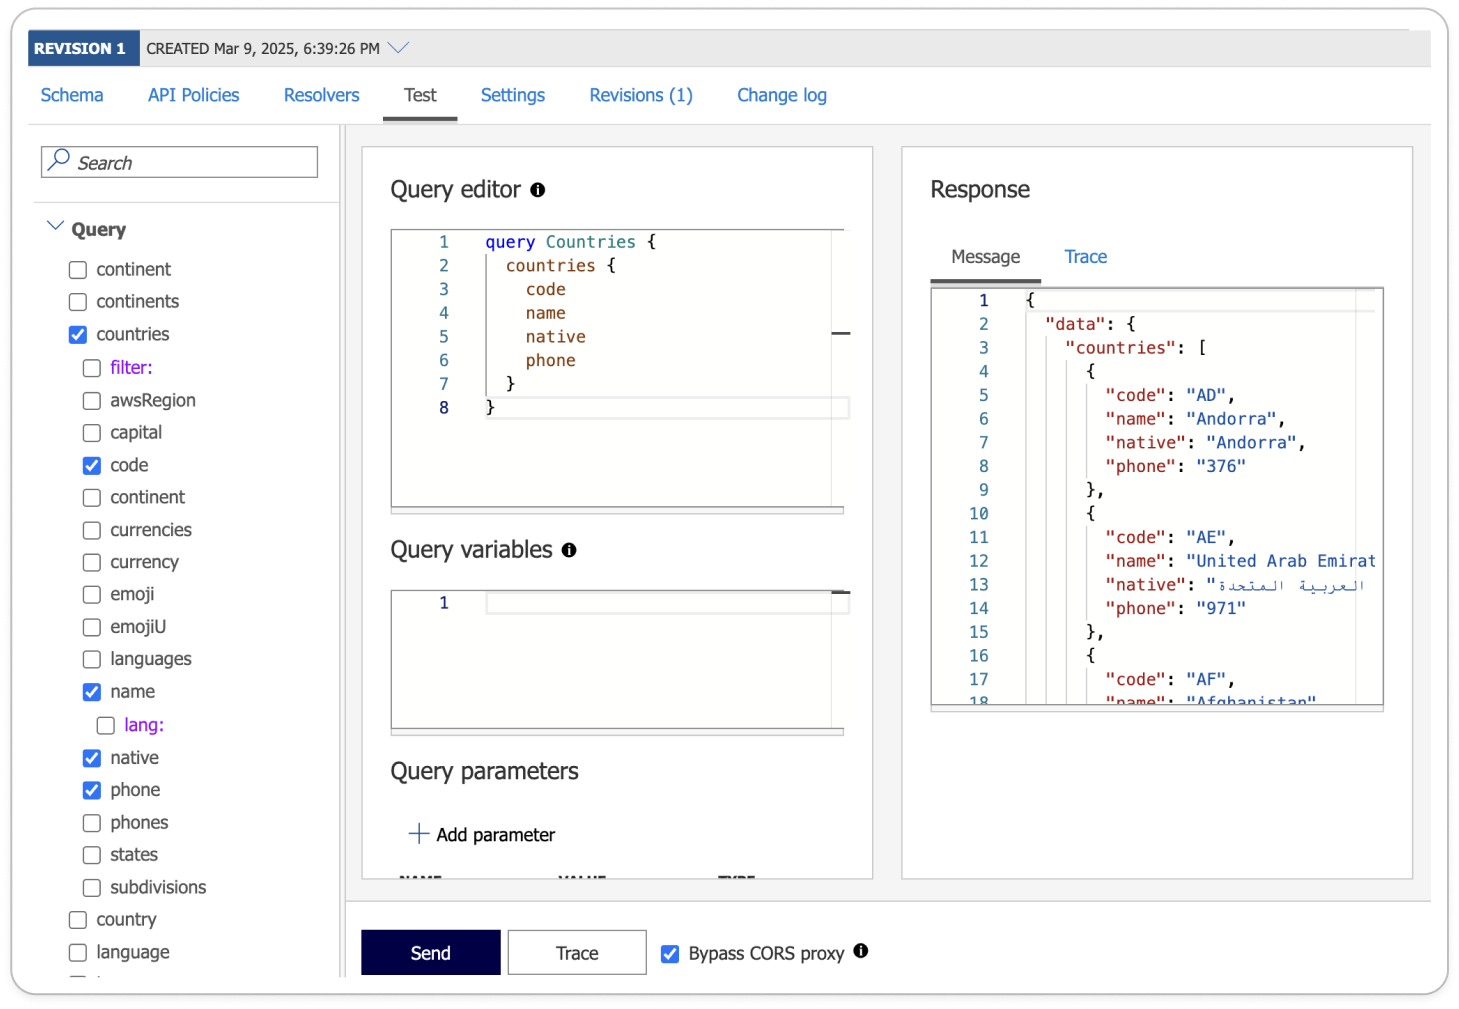 REVISION 1 CREATED Mar 9, 2025, 6:39:26 PM
Schema API Policies Resolvers Test Settings Revisions (1) Change log
Search
Query
continent
continents
countries
filter:
awsRegion
capital
code
continent
currencies
currency
emoji
emojiU
languages
name
lang:
native
phone
phones
states
subdivisions
country
language
Query editor
1 query Countries {
2 countries {
3 code
4 name
5 native
6 phone
7 }
8 }
Query variables
1
Query parameters
Add parameter
NAME VALUE TYPE
Response
Message Trace
1 {
2 "data": {
3 "countries": [
4 {
5 "code": "AD",
6 "name": "Andorra",
7 "native": "Andorra",
8 "phone": "376"
9 },
10 {
11 "code": "AE",
12 "name": "United Arab Emirat
13 "native": "العربية المتحدة
14 "phone": "971"
15 },
16 {
17 "code": "AF",
18 "name": "Afghanistan"
Send Trace Bypass CORS proxy